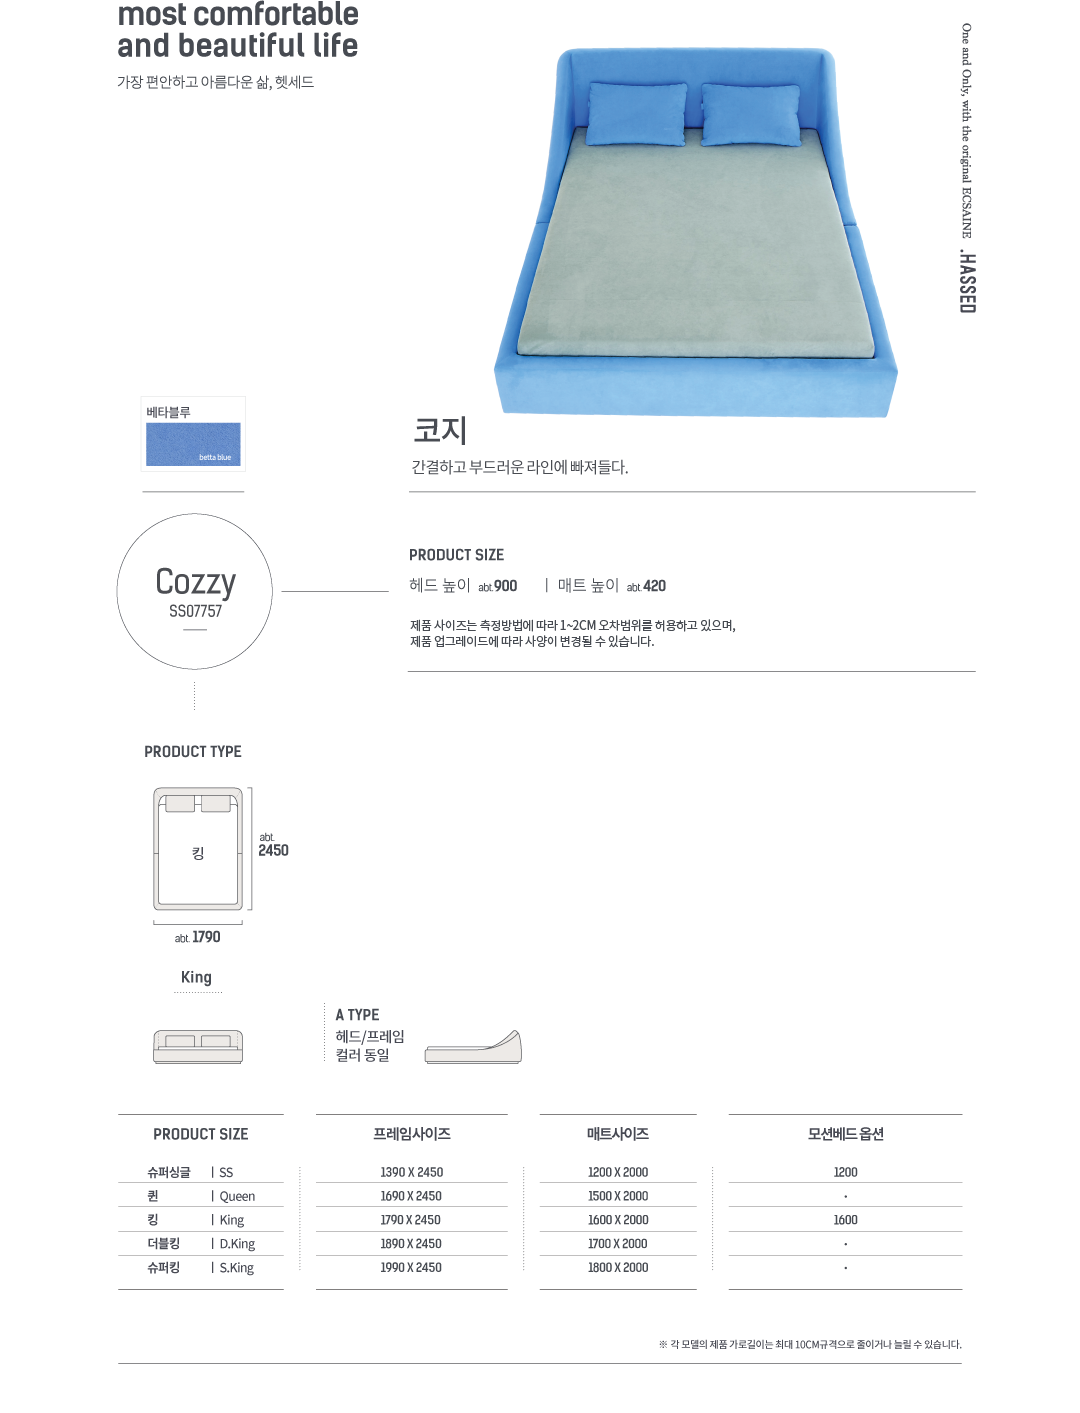 most comfortable
and beautiful life
가장 편안하고 아름다운 삶, 헷세드
One and Only, with the original ECSAINE .HASSED
베타블루
betta blue
코지
간결하고 부드러운 라인에 빠져들다.
Cozzy
SS07757
PRODUCT SIZE
헤드 높이 abt.900 | 매트 높이 abt.420
제품 사이즈는 측정방법에 따라 1~2CM 오차범위를 허용하고 있으며,
제품 업그레이드에 따라 사양이 변경될 수 있습니다.
PRODUCT TYPE
킹
abt.
2450
abt. 1790
King
A TYPE
헤드/프레임
컬러 동일
PRODUCT SIZE 프레임사이즈 매트사이즈 모션베드 옵션
슈퍼싱글 | SS 1390 X 2450 1200 X 2000 1200
퀸 | Queen 1690 X 2450 1500 X 2000 •
킹 | King 1790 X 2450 1600 X 2000 1600
더블킹 | D.King 1890 X 2450 1700 X 2000 •
슈퍼킹 | S.King 1990 X 2450 1800 X 2000 •
※ 각 모델의 제품 가로길이는 최대 10CM규격으로 줄이거나 늘릴 수 있습니다.